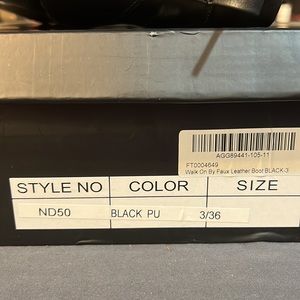 AGG89441-105-11
FT0004649
Walk On By Faux Leather Boot BLACK-3
STYLE NO COLOR SIZE
ND50 BLACK PU 3/36